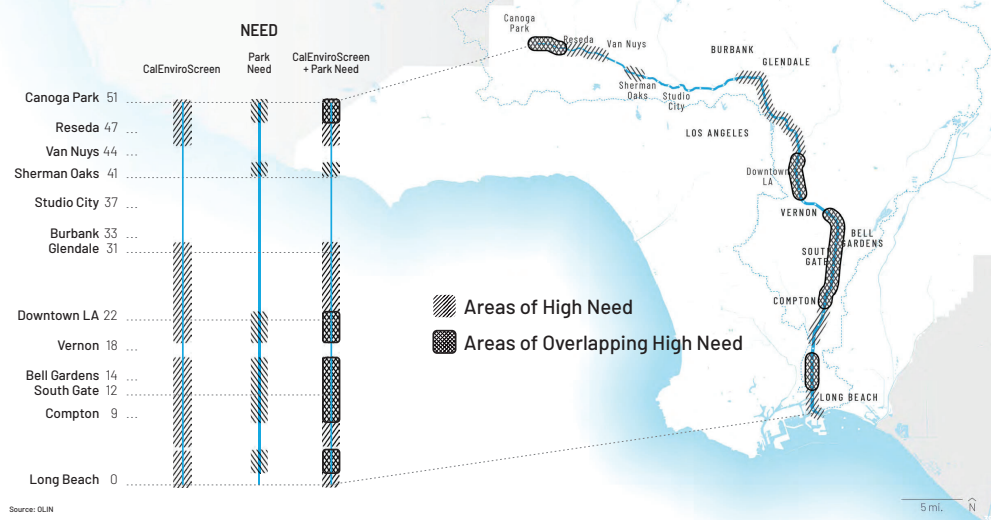 NEED
CalEnviroScreen
Park
Need
CalEnviroScreen
+ Park Need
Canoga Park 51
Reseda 47 ...
Van Nuys 44 ...
Sherman Oaks 41
Studio City 37 ...
Burbank 33 ...
Glendale 31
Downtown LA 22
Vernon 18 ...
Bell Gardens 14 ...
South Gate 12
Compton 9 ...
Long Beach 0
Source: OLIN
Areas of High Need
Areas of Overlapping High Need
Canoga
Park
Reseda
Van Nuys
Sherman
Oaks
Studio
City
BURBANK
GLENDALE
LOS ANGELES
Downtown
LA
VERNON
BELL
GARDENS
SOUTH
GATE
COMPTON
LONG BEACH
5 mi.
N